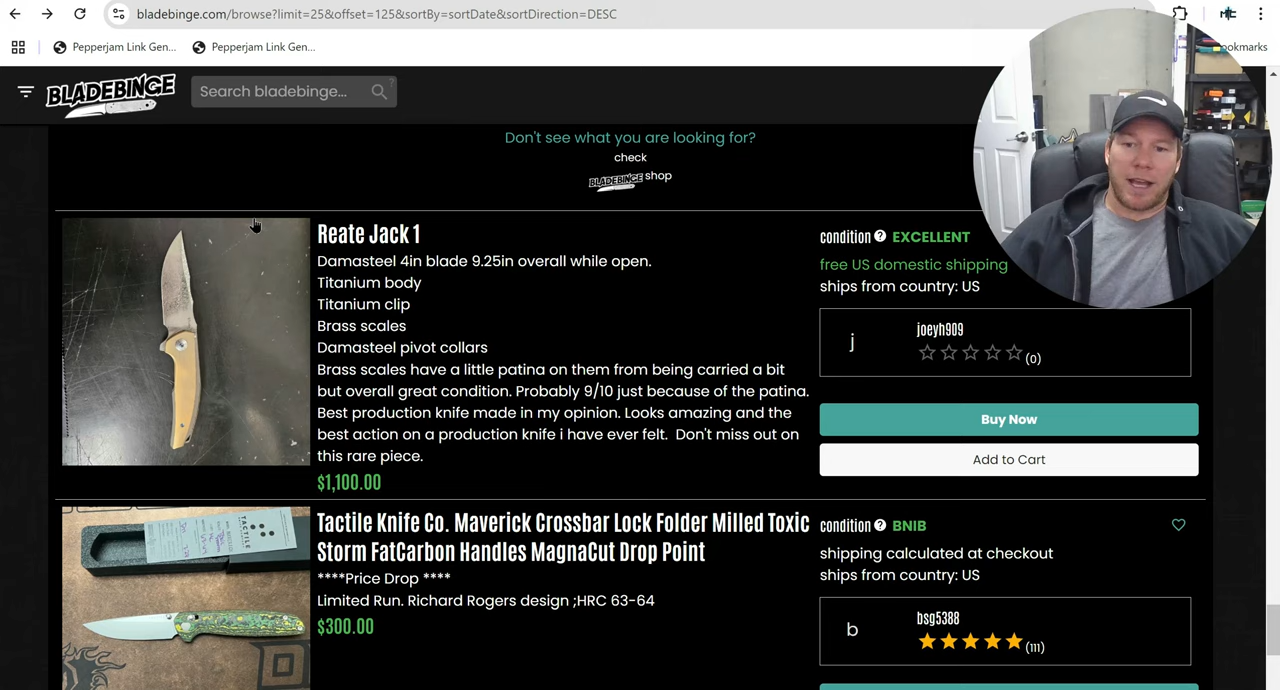 bladebinge.com/browse?limit=25&offset=125&sortBy=sortDate&sortDirection=DESC
Pepperjam Link Gen...
Pepperjam Link Gen...
ookmarks
BLADEBINGE
Search bladebinge...
?
Don't see what you are looking for?
check
BLADEBINGE shop
Reate Jack 1
Damasteel 4in blade 9.25in overall while open.
Titanium body
Titanium clip
Brass scales
Damasteel pivot collars
Brass scales have a little patina on them from being carried a bit
but overall great condition. Probably 9/10 just because of the patina.
Best production knife made in my opinion. Looks amazing and the
best action on a production knife i have ever felt. Don't miss out on
this rare piece.
$1,100.00
condition ? EXCELLENT
free US domestic shipping
ships from country: US
j
joeyh909
(0)
Buy Now
Add to Cart
TACTILE
Tactile Knife Co. Maverick Crossbar Lock Folder Milled Toxic
Storm FatCarbon Handles MagnaCut Drop Point
****Price Drop ****
Limited Run. Richard Rogers design ;HRC 63-64
$300.00
condition ? BNIB
shipping calculated at checkout
ships from country: US
b
bsg5388
(111)